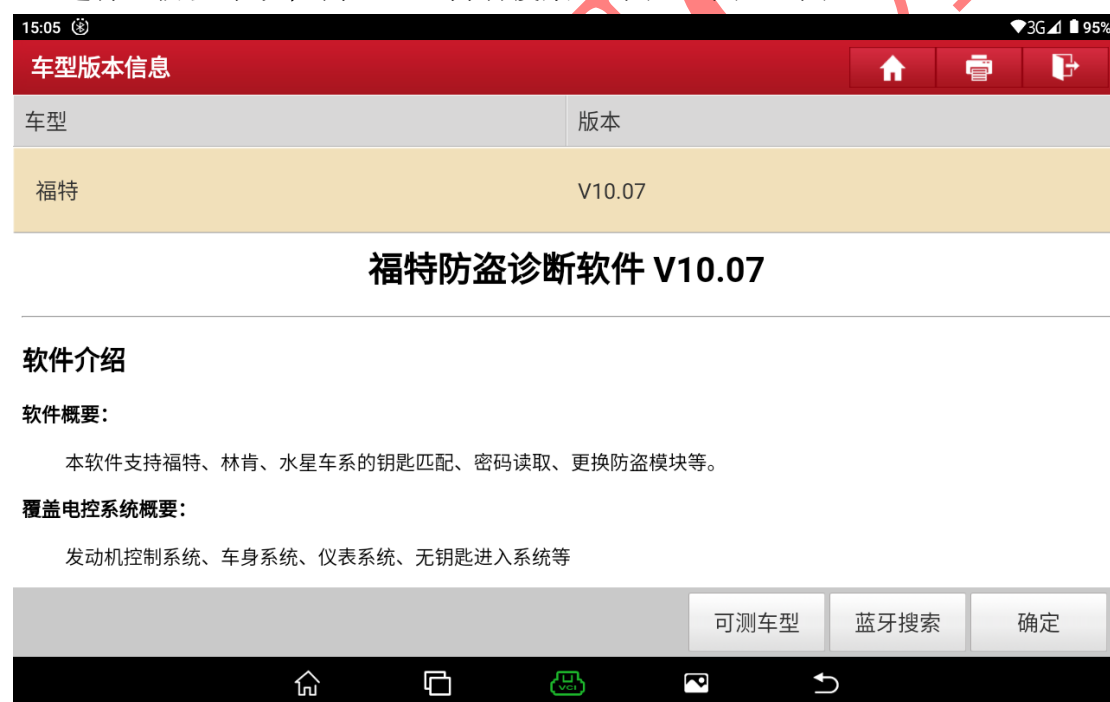 15:05 3G 95%
车型版本信息
车型 版本
福特 V10.07
福特防盗诊断软件 V10.07
软件介绍
软件概要：
本软件支持福特、林肯、水星车系的钥匙匹配、密码读取、更换防盗模块等。
覆盖电控系统概要：
发动机控制系统、车身系统、仪表系统、无钥匙进入系统等
可测车型 蓝牙搜索 确定
VCI